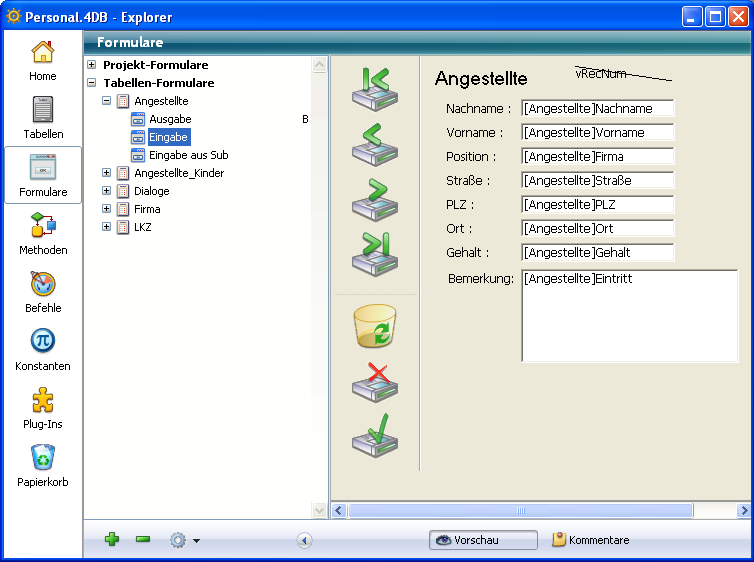 Personal.4DB - Explorer
Formulare
Home
Tabellen
Formulare
Methoden
Befehle
Konstanten
Plug-Ins
Papierkorb
Projekt-Formulare
Tabellen-Formulare
Angestellte
Ausgabe B
Eingabe
Eingabe aus Sub
Angestellte_Kinder
Dialoge
Firma
LKZ
Angestellte vRecNum
Nachname : [Angestellte]Nachname
Vorname : [Angestellte]Vorname
Position : [Angestellte]Firma
Straße : [Angestellte]Straße
PLZ : [Angestellte]PLZ
Ort : [Angestellte]Ort
Gehalt : [Angestellte]Gehalt
Bemerkung: [Angestellte]Eintritt
Vorschau Kommentare